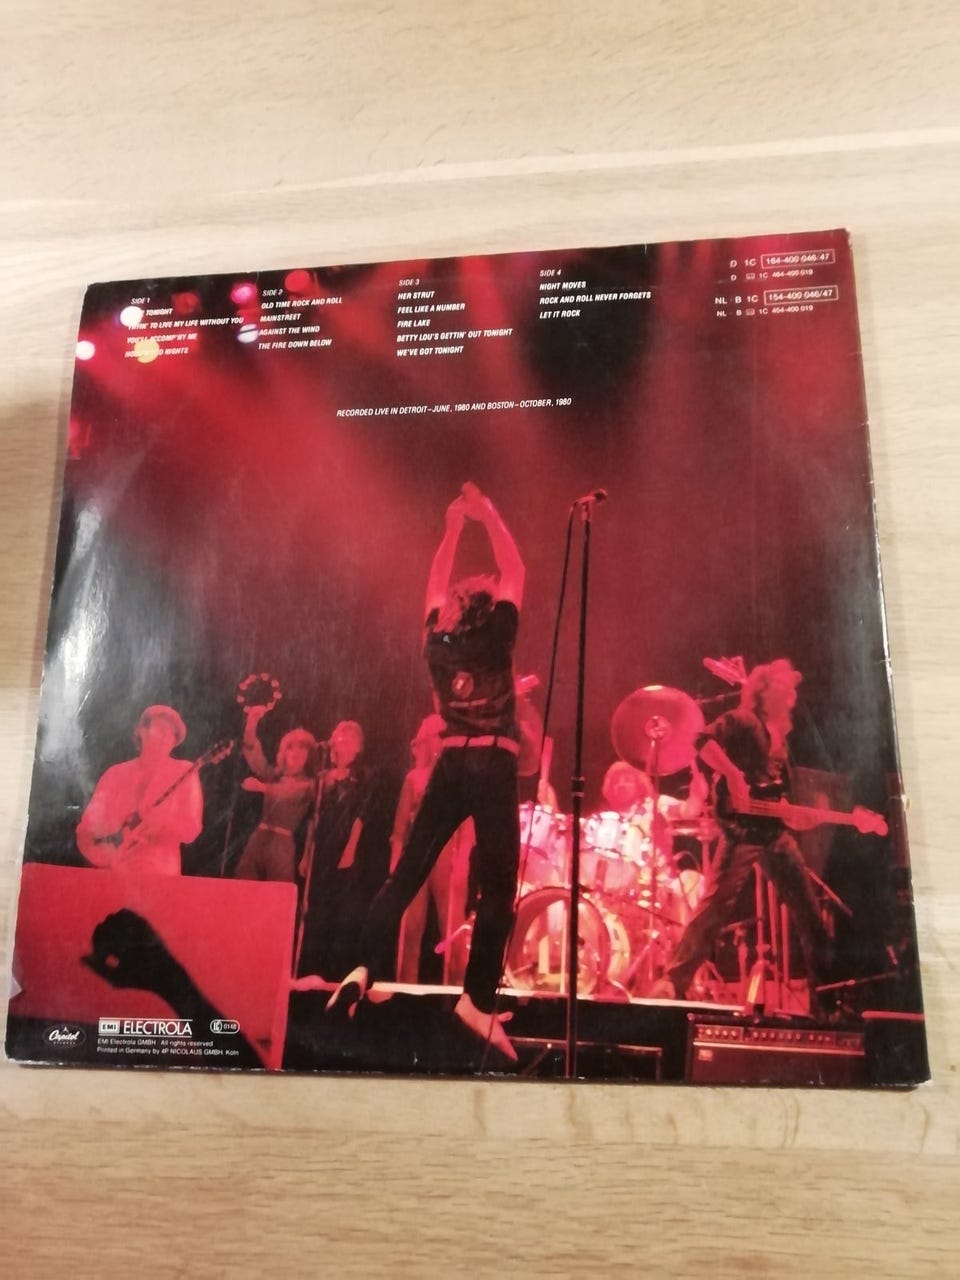 SIDE 1
TONIGHT
TRYIN' TO LIVE MY LIFE WITHOUT YOU
YOU'LL ACCOMP'NY ME
HOLLYWOOD NIGHTS
SIDE 2
OLD TIME ROCK AND ROLL
MAINSTREET
AGAINST THE WIND
THE FIRE DOWN BELOW
SIDE 3
HER STRUT
FEEL LIKE A NUMBER
FIRE LAKE
BETTY LOU'S GETTIN' OUT TONIGHT
WE'VE GOT TONIGHT
SIDE 4
NIGHT MOVES
ROCK AND ROLL NEVER FORGETS
LET IT ROCK
D 1C 164-400 046/47
D 1C 464-400 019
NL · B 1C 154-400 046/47
NL · B 1C 464-400 019
RECORDED LIVE IN DETROIT–JUNE, 1980 AND BOSTON–OCTOBER, 1980
Capitol
EMI ELECTROLA
0148
EMI Electrola GMBH · All rights reserved
Printed in Germany by 4P NICOLAUS GMBH. Köln